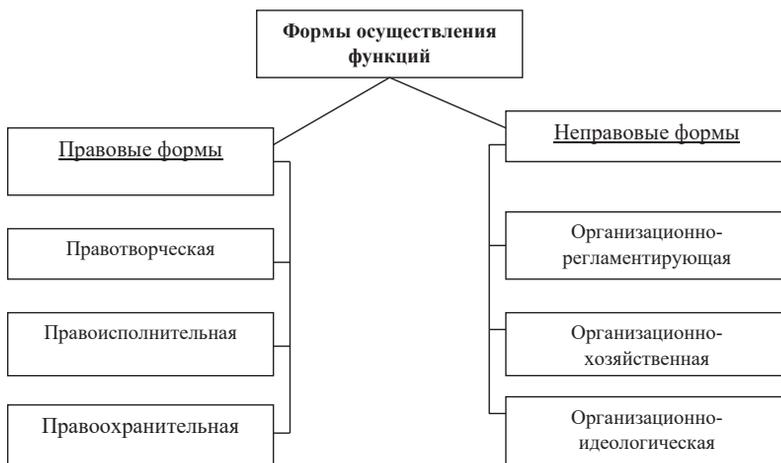 Формы осуществления
функций
Правовые формы
Правотворческая
Правоисполнительная
Правоохранительная
Неправовые формы
Организационно-
регламентирующая
Организационно-
хозяйственная
Организационно-
идеологическая